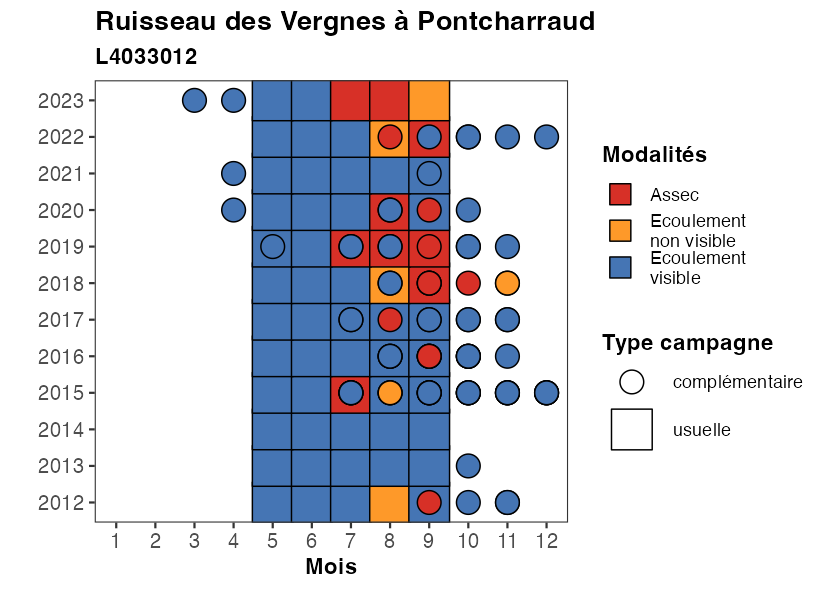 Ruisseau des Vergnes à Pontcharraud
L4033012
2023
2022
2021
2020
2019
2018
2017
2016
2015
2014
2013
2012
1 2 3 4 5 6 7 8 9 10 11 12
Mois
Modalités
Assec
Ecoulement
non visible
Ecoulement
visible
Type campagne
complémentaire
usuelle